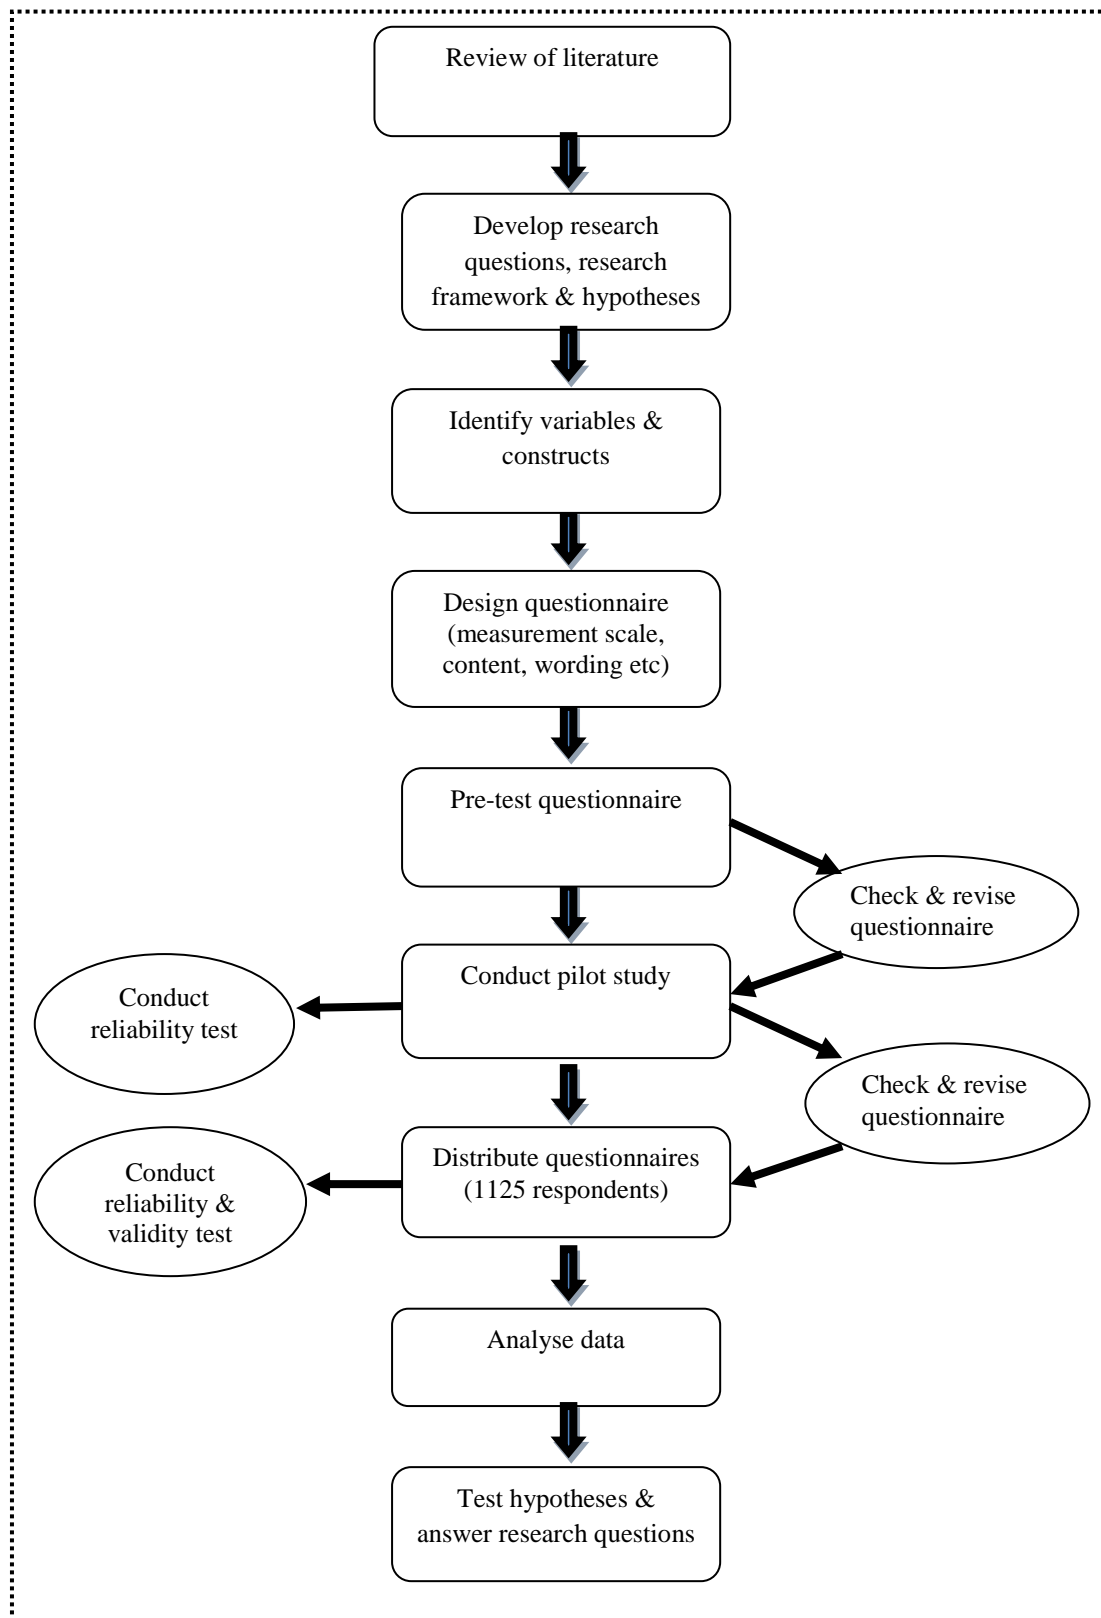 Review of literature
Develop research
questions, research
framework & hypotheses
Identify variables &
constructs
Design questionnaire
(measurement scale,
content, wording etc)
Pre-test questionnaire
Check & revise
questionnaire
Conduct pilot study
Conduct
reliability test
Check & revise
questionnaire
Distribute questionnaires
(1125 respondents)
Conduct
reliability &
validity test
Analyse data
Test hypotheses &
answer research questions